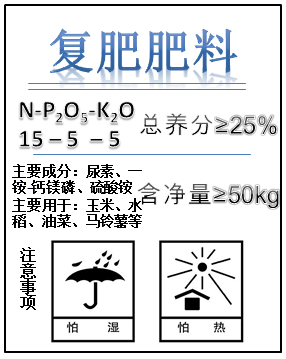 复肥肥料
N-P₂O₅-K₂O
15 – 5 – 5
总养分≥25%
主要成分：尿素、一
铵-钙镁磷、硫酸铵
主要用于：玉米、水
稻、油菜、马铃薯等
含净量≥50kg
注意事项
怕 湿
怕 热